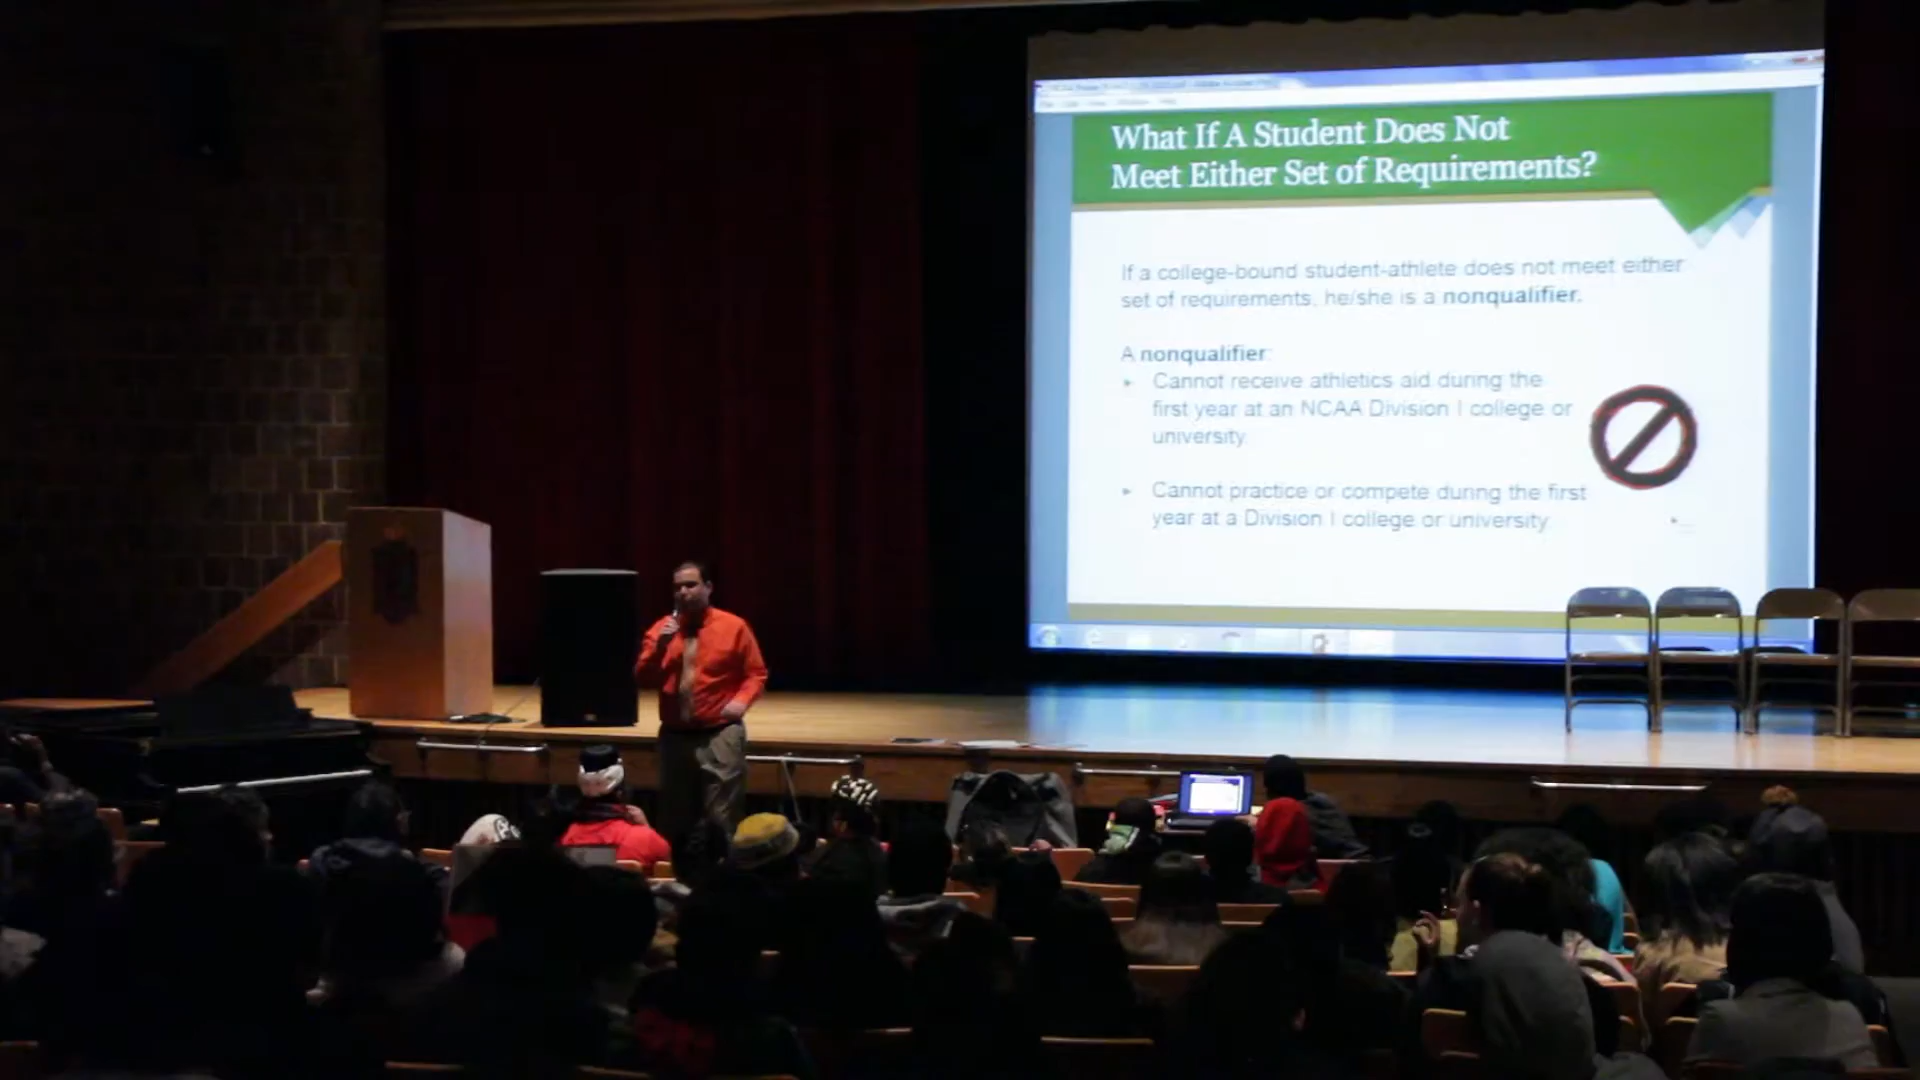 What If A Student Does Not
Meet Either Set of Requirements?
If a college-bound student-athlete does not meet either
set of requirements, he/she is a nonqualifier.
A nonqualifier:
Cannot receive athletics aid during the
first year at an NCAA Division I college or
university.
Cannot practice or compete during the first
year at a Division I college or university.